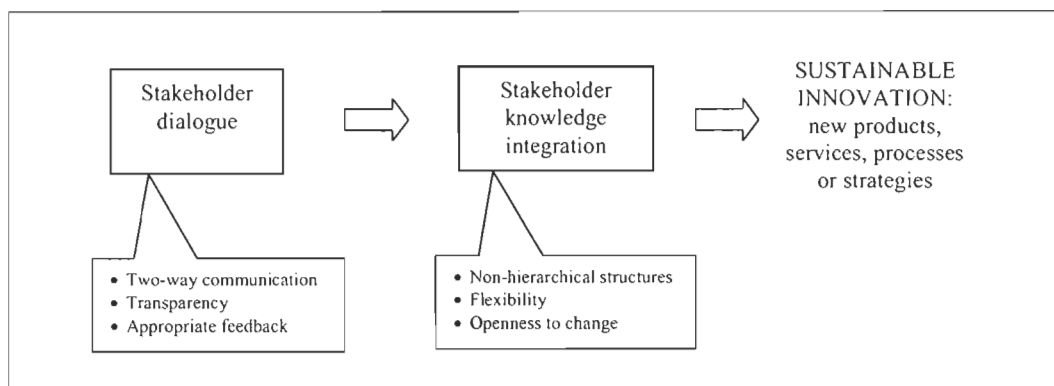 Stakeholder
dialogue
Stakeholder
knowledge
integration
SUSTAINABLE
INNOVATION:
new products,
services, processes
or strategies
• Two-way communication
• Transparency
• Appropriate feedback
• Non-hierarchical structures
• Flexibility
• Openness to change